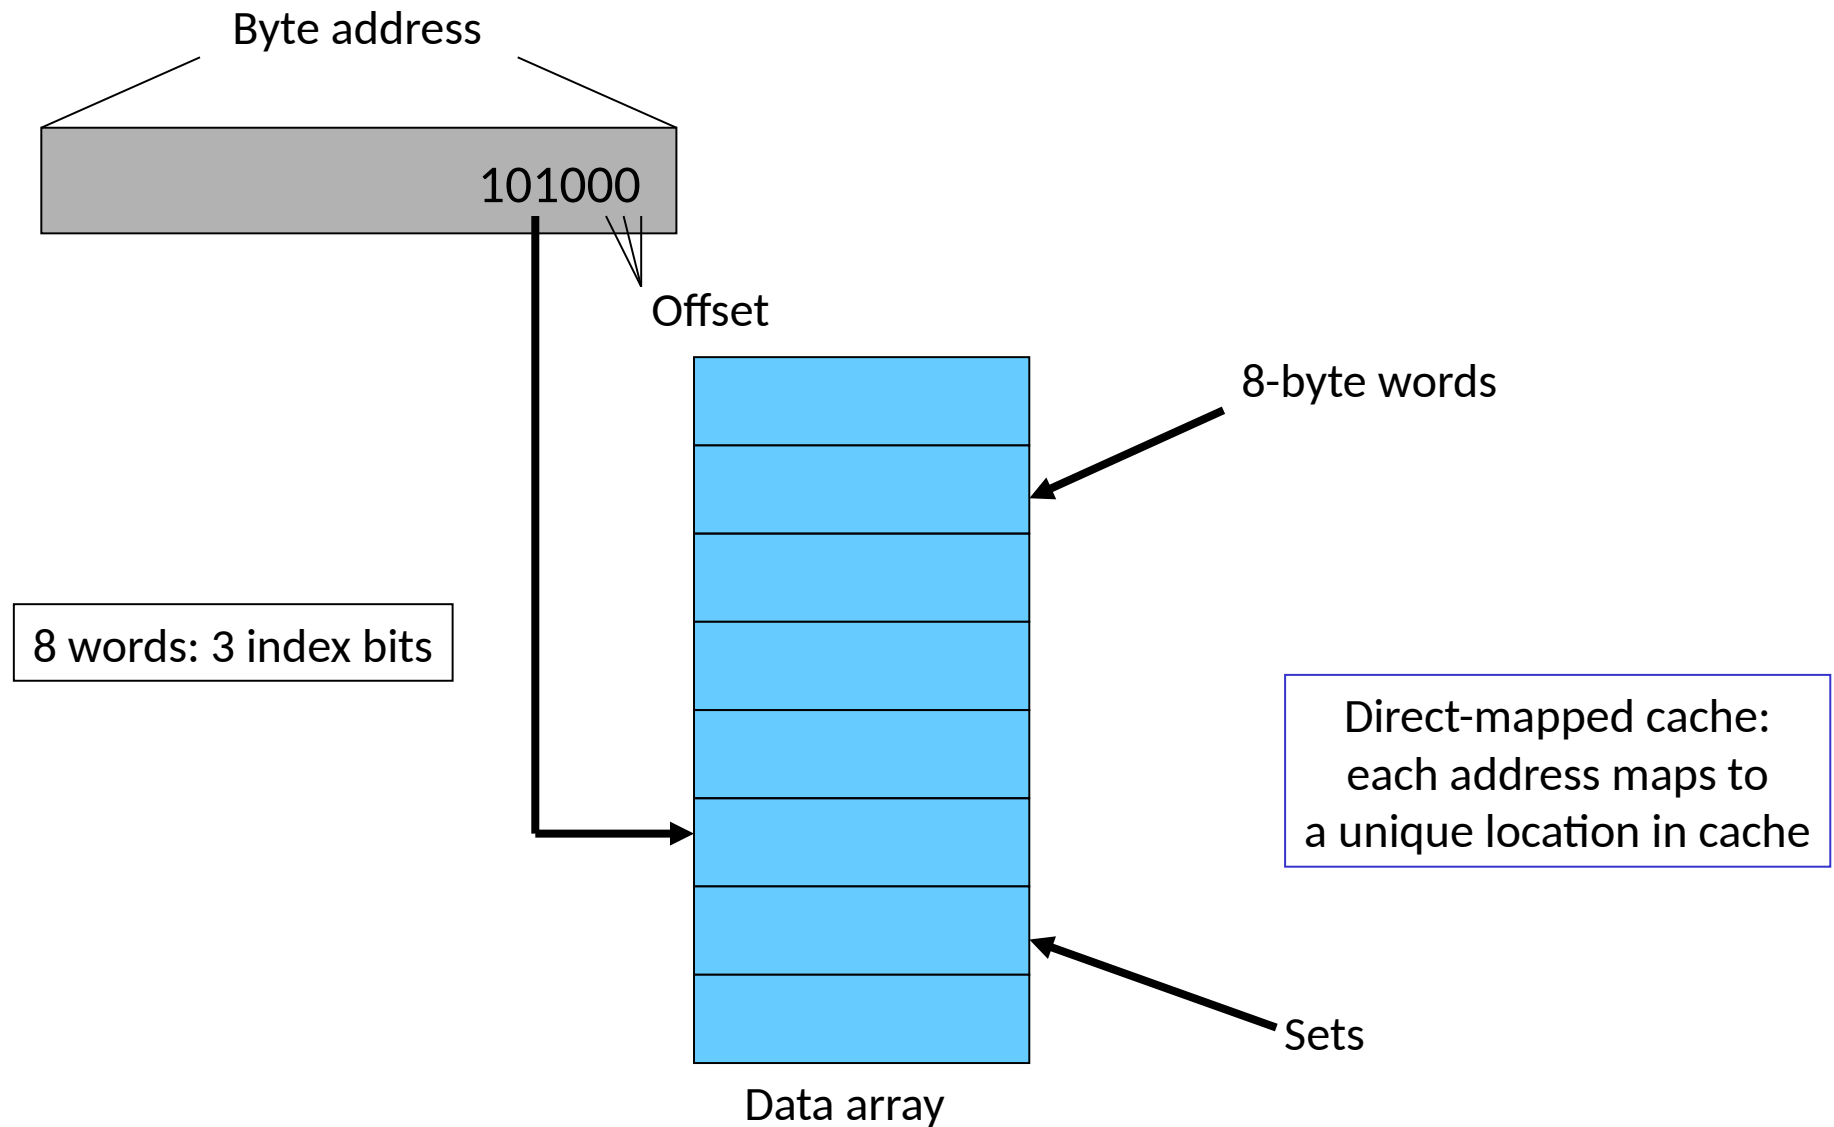 Byte address
101000
Offset
8-byte words
8 words: 3 index bits
Direct-mapped cache:
each address maps to
a unique location in cache
Sets
Data array